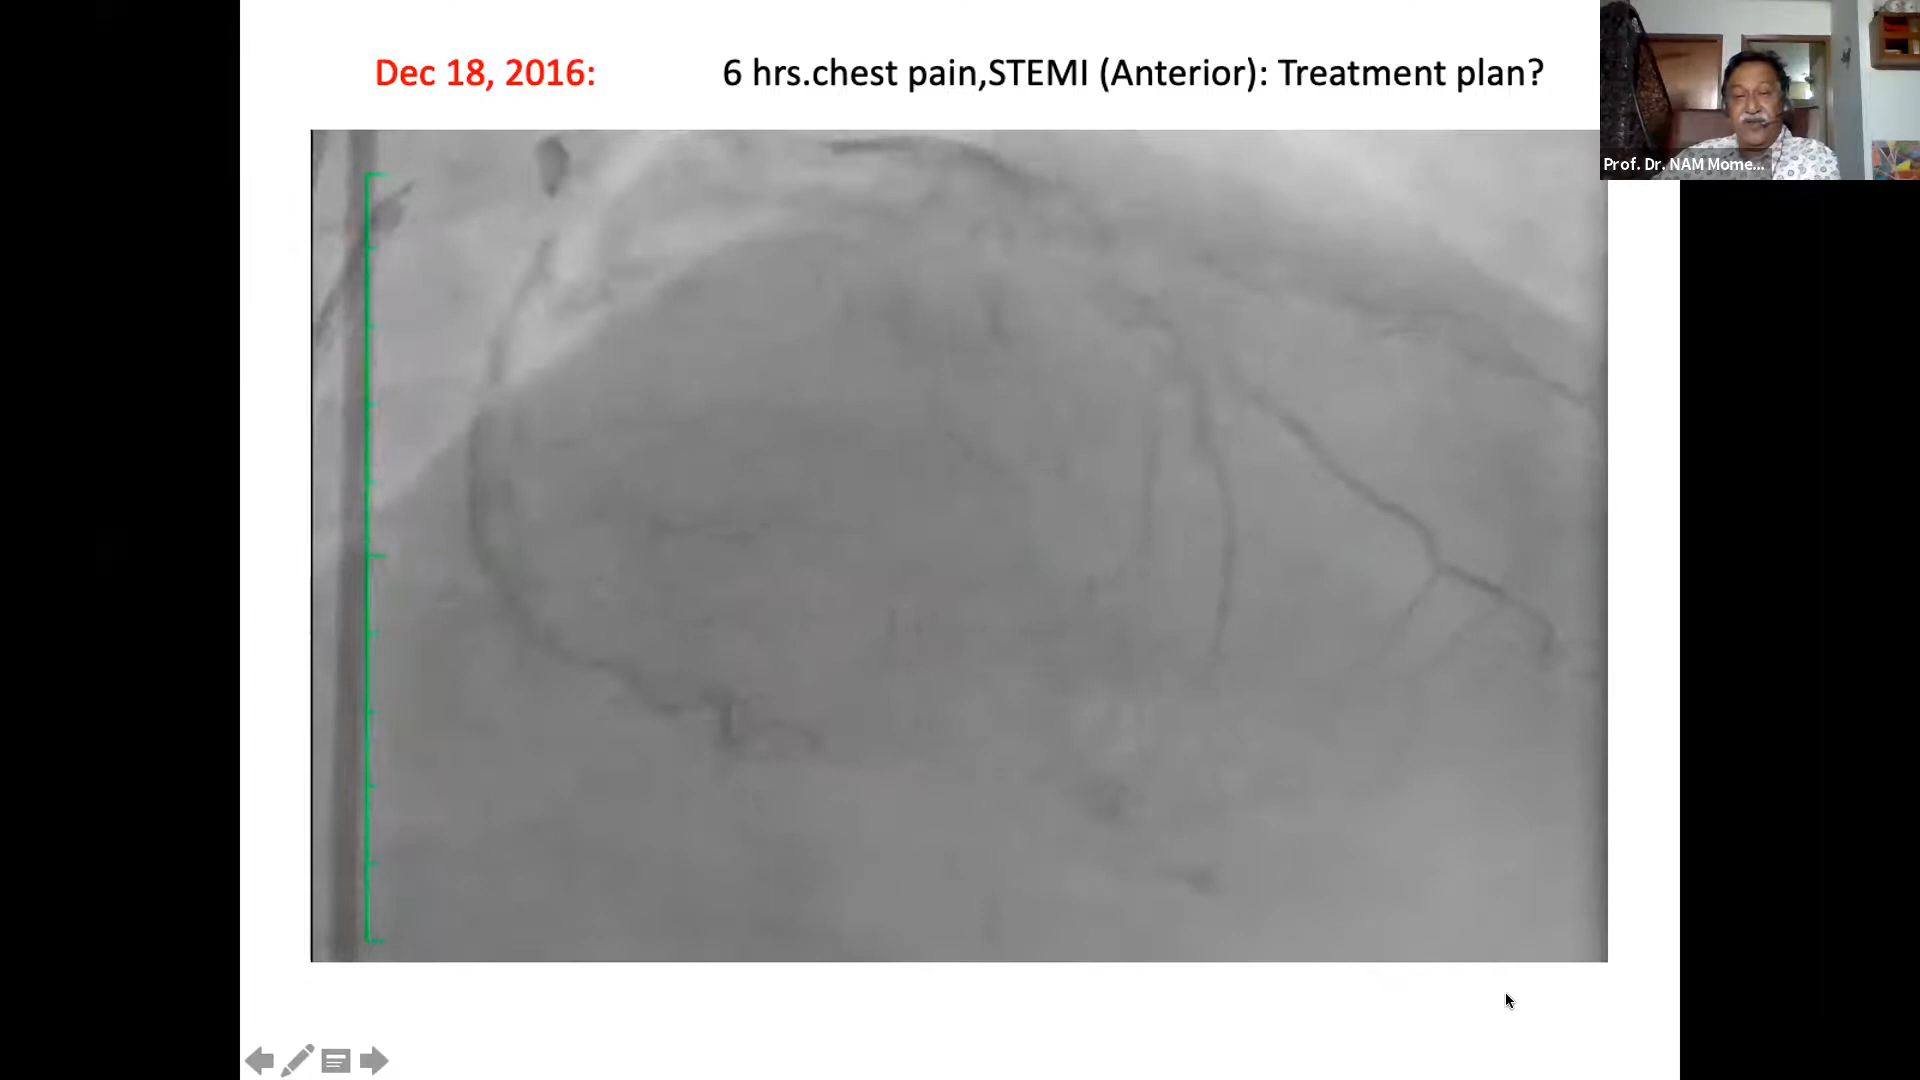 Dec 18, 2016: 6 hrs.chest pain,STEMI (Anterior): Treatment plan?
Prof. Dr. NAM Mome...